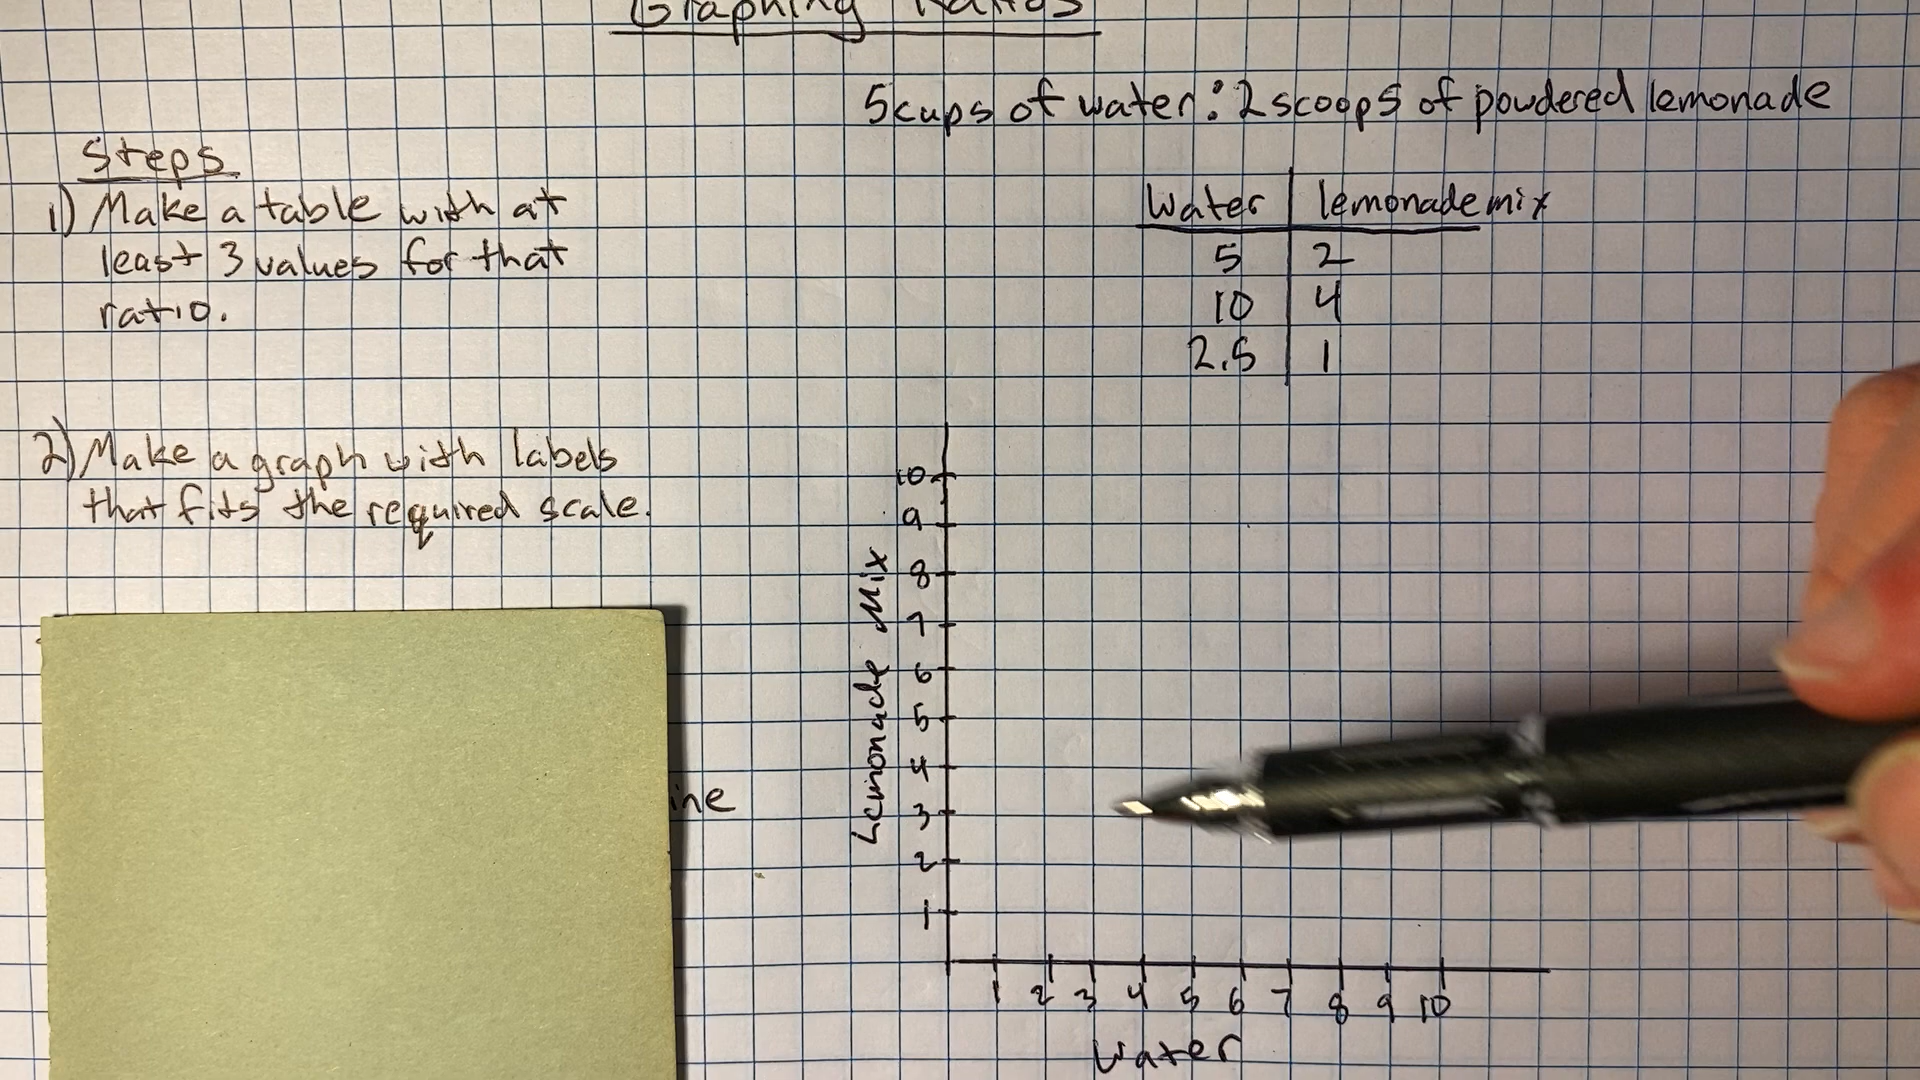 Graphing Ratios
5 cups of water : 2 scoops of powdered lemonade
Steps
1) Make a table with at
least 3 values for that
ratio.
Water lemonade mix
5 2
10 4
2.5 1
2) Make a graph with labels
that fits the required scale.
ine
Lemonade Mix
10
9
8
7
6
5
4
3
2
1
1 2 3 4 5 6 7 8 9 10
Water